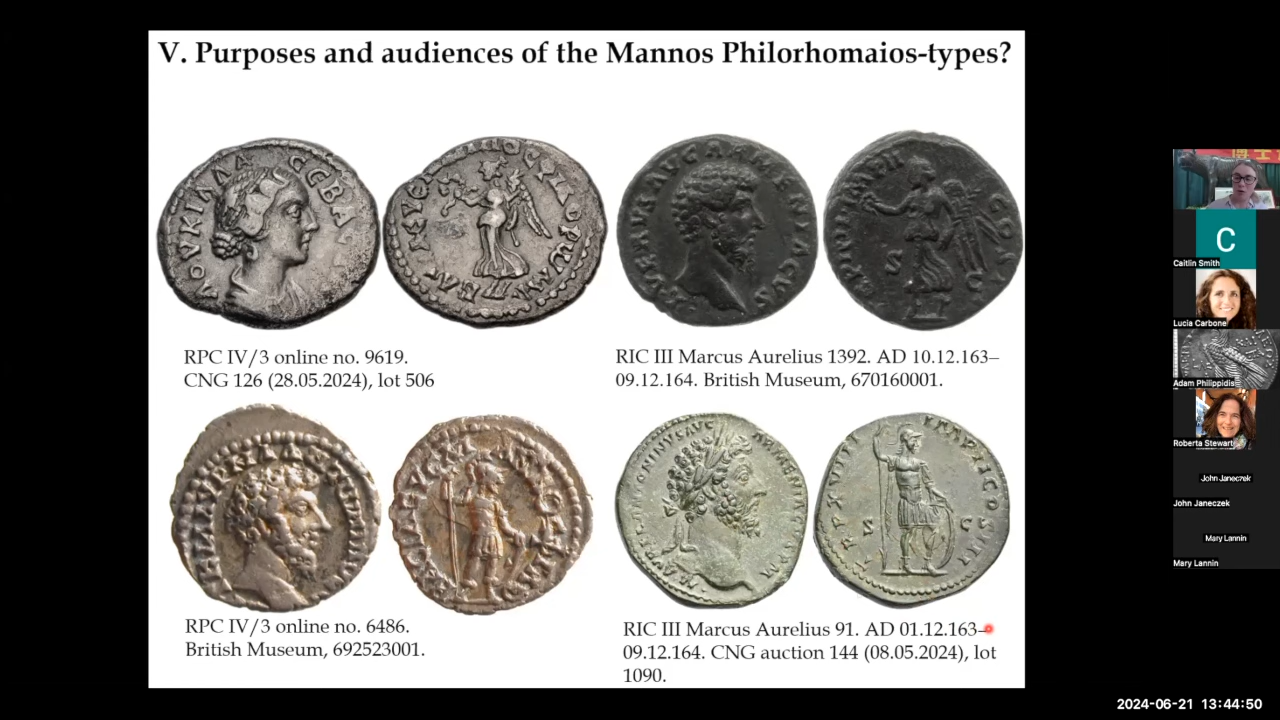 V. Purposes and audiences of the Mannos Philorhomaios-types?
RPC IV/3 online no. 9619.
CNG 126 (28.05.2024), lot 506
RIC III Marcus Aurelius 1392. AD 10.12.163–
09.12.164. British Museum, 670160001.
RPC IV/3 online no. 6486.
British Museum, 692523001.
RIC III Marcus Aurelius 91. AD 01.12.163–
09.12.164. CNG auction 144 (08.05.2024), lot
1090.
C
Caitlin Smith
Lucia Carbone
Adam Philippidis
Roberta Stewart
John Janeczek
John Janeczek
Mary Lannin
Mary Lannin
2024-06-21 13:44:50